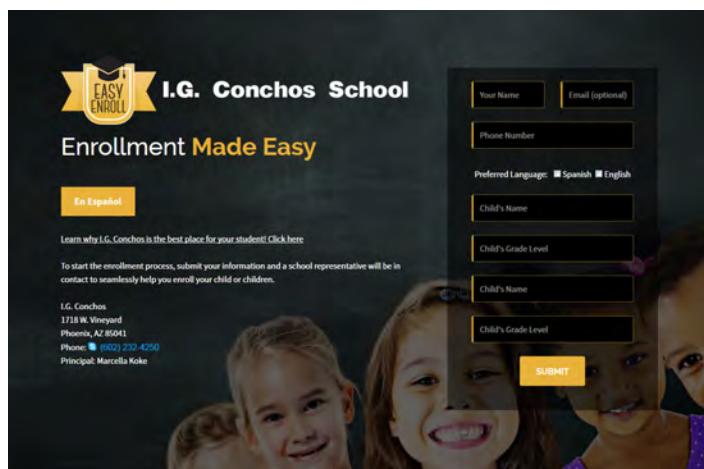 EASY
ENROLL
I.G. Conchos School
Enrollment Made Easy
En Español
Learn why I.G. Conchos is the best place for your student! Click here
To start the enrollment process, submit your information and a school representative will be in
contact to seamlessly help you enroll your child or children.
I.G. Conchos
1718 W. Vineyard
Phoenix, AZ 85041
Phone: (602) 232-4250
Principal: Marcella Koke
Your Name
Email (optional)
Phone Number
Preferred Language: Spanish English
Child's Name
Child's Grade Level
Child's Name
Child's Grade Level
SUBMIT